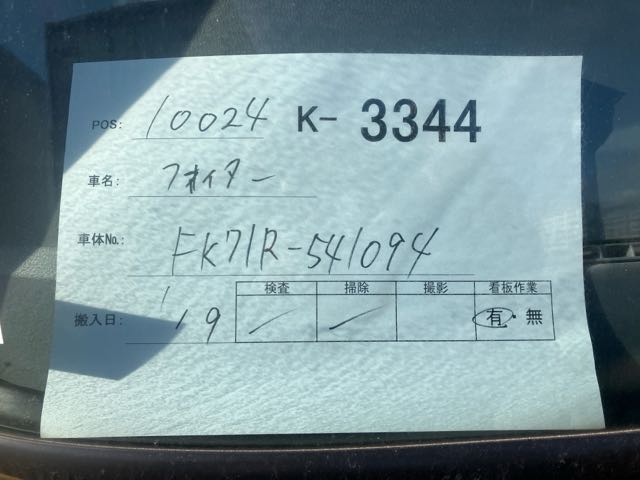 POS: 10024 K-3344
車名: フォイター
車体No.: FK71R-541094
検査 掃除 撮影 看板作業
搬入日: 1/19 ／ ／ 有・無